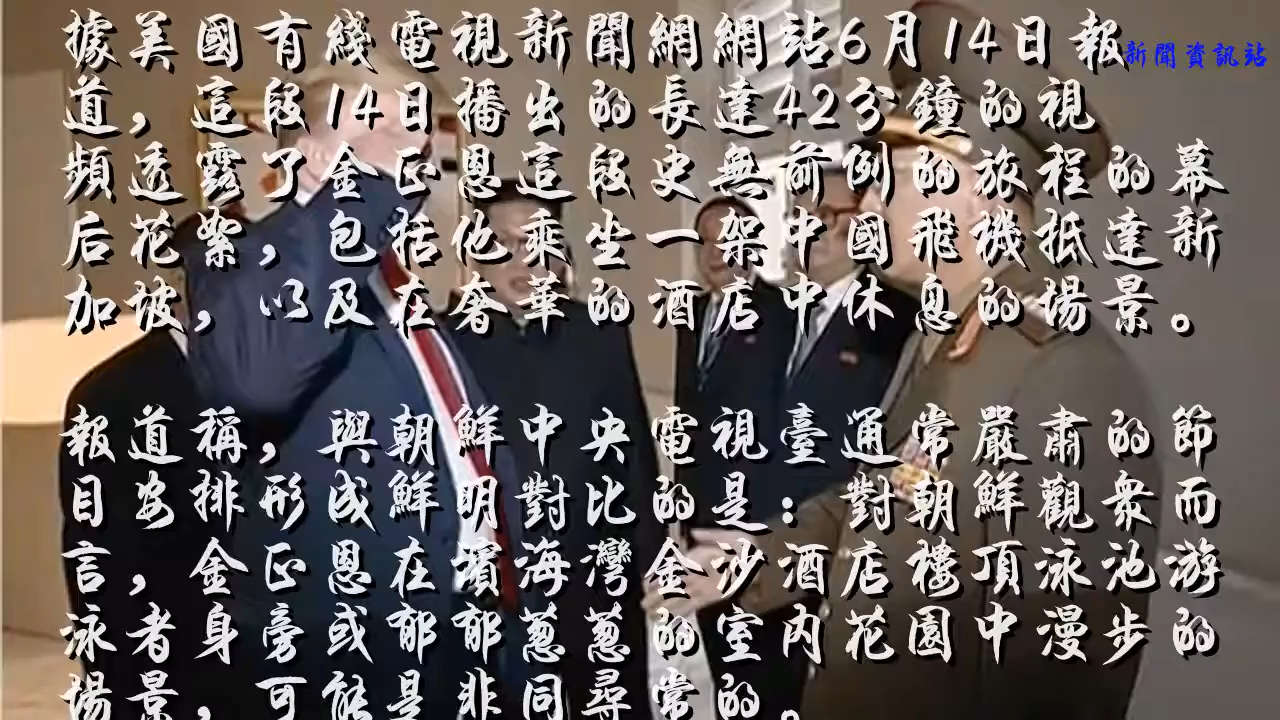 據美國有綫電視新聞網網站6月14日報
新聞資訊站
道，這段14日播出的長達42分鐘的視
頻透露了金正恩這段史無前例的旅程的幕
后花絮，包括他乘坐一架中國飛機抵達新
加坡，以及在奢華的酒店中休息的場景。
報道稱，與朝鮮中央電視臺通常嚴肅的節
目安排形成鮮明對比的是：對朝鮮觀衆而
言，金正恩在濱海灣金沙酒店樓頂泳池游
泳者身旁或郁郁蔥蔥的室内花園中漫步的
場景，可能是非同尋常的。